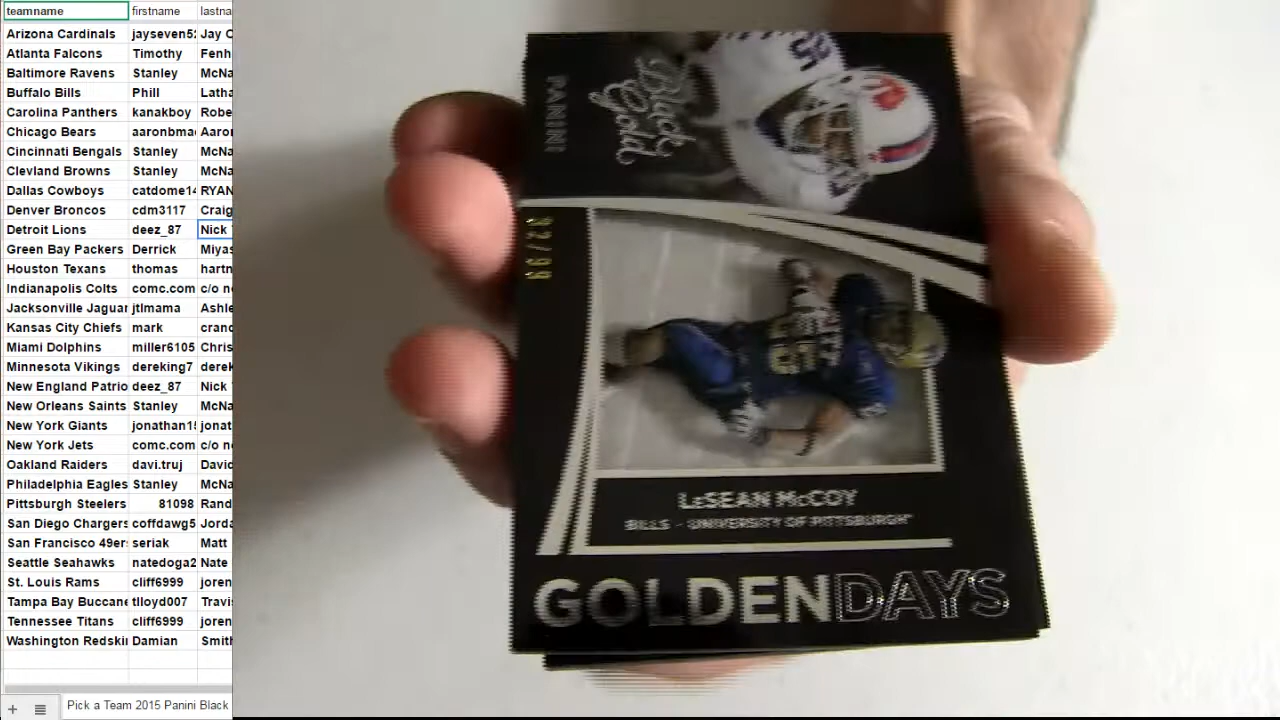 teamname firstname lastna
Arizona Cardinals jayseven52 Jay C
Atlanta Falcons Timothy Fenh
Baltimore Ravens Stanley McNa
Buffalo Bills Phill Latha
Carolina Panthers kanakboy Robe
Chicago Bears aaronbma Aaron
Cincinnati Bengals Stanley McNa
Clevland Browns Stanley McNa
Dallas Cowboys catdome14 RYAN
Denver Broncos cdm3117 Craig
Detroit Lions deez_87 Nick
Green Bay Packers Derrick Miyas
Houston Texans thomas hartn
Indianapolis Colts comc.com c/o n
Jacksonville Jaguar jtlmama Ashle
Kansas City Chiefs mark cranc
Miami Dolphins miller6105 Chris
Minnesota Vikings dereking7 derek
New England Patrio deez_87 Nick
New Orleans Saints Stanley McNa
New York Giants jonathan1 jonat
New York Jets comc.com c/o n
Oakland Raiders davi.truj David
Philadelphia Eagles Stanley McNa
Pittsburgh Steelers 81098 Rand
San Diego Chargers coffdawg5 Jorda
San Francisco 49er seriak Matt
Seattle Seahawks natedoga2 Nate
St. Louis Rams cliff6999 joren
Tampa Bay Buccane tlloyd007 Travis
Tennessee Titans cliff6999 joren
Washington Redskin Damian Smith
Pick a Team 2015 Panini Black
PANINI
Black
Gold
25
92/99
LeSEAN McCOY
BILLS - UNIVERSITY OF PITTSBURGH
GOLDENDAYS